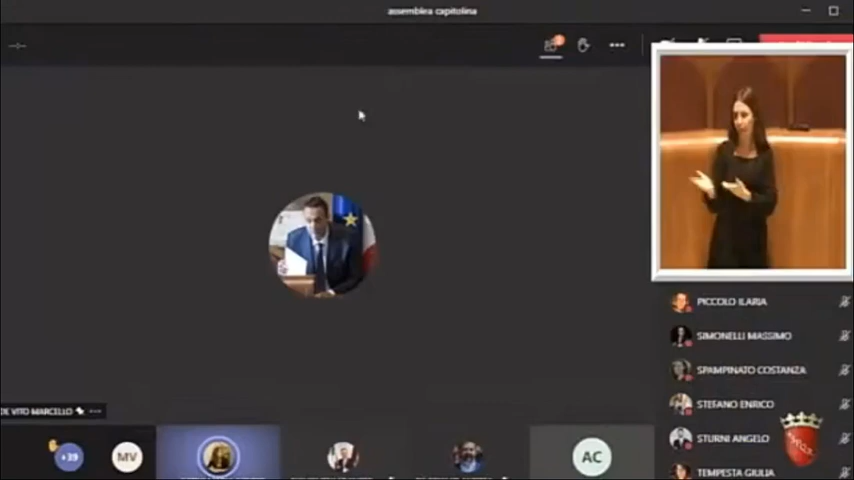 assemblea capitolina
PICCOLO ILARIA
SIMONELLI MASSIMO
SPAMPINATO COSTANZA
STEFANO ENRICO
DE VITO MARCELLO
STURNI ANGELO
TEMPESTA GIULIA
+39
MV
AC